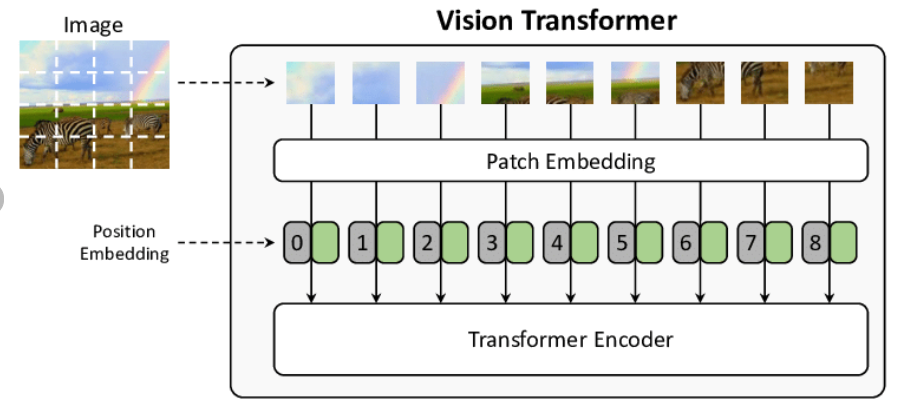 Vision Transformer
Image
Patch Embedding
Position
Embedding
0 1 2 3 4 5 6 7 8
Transformer Encoder